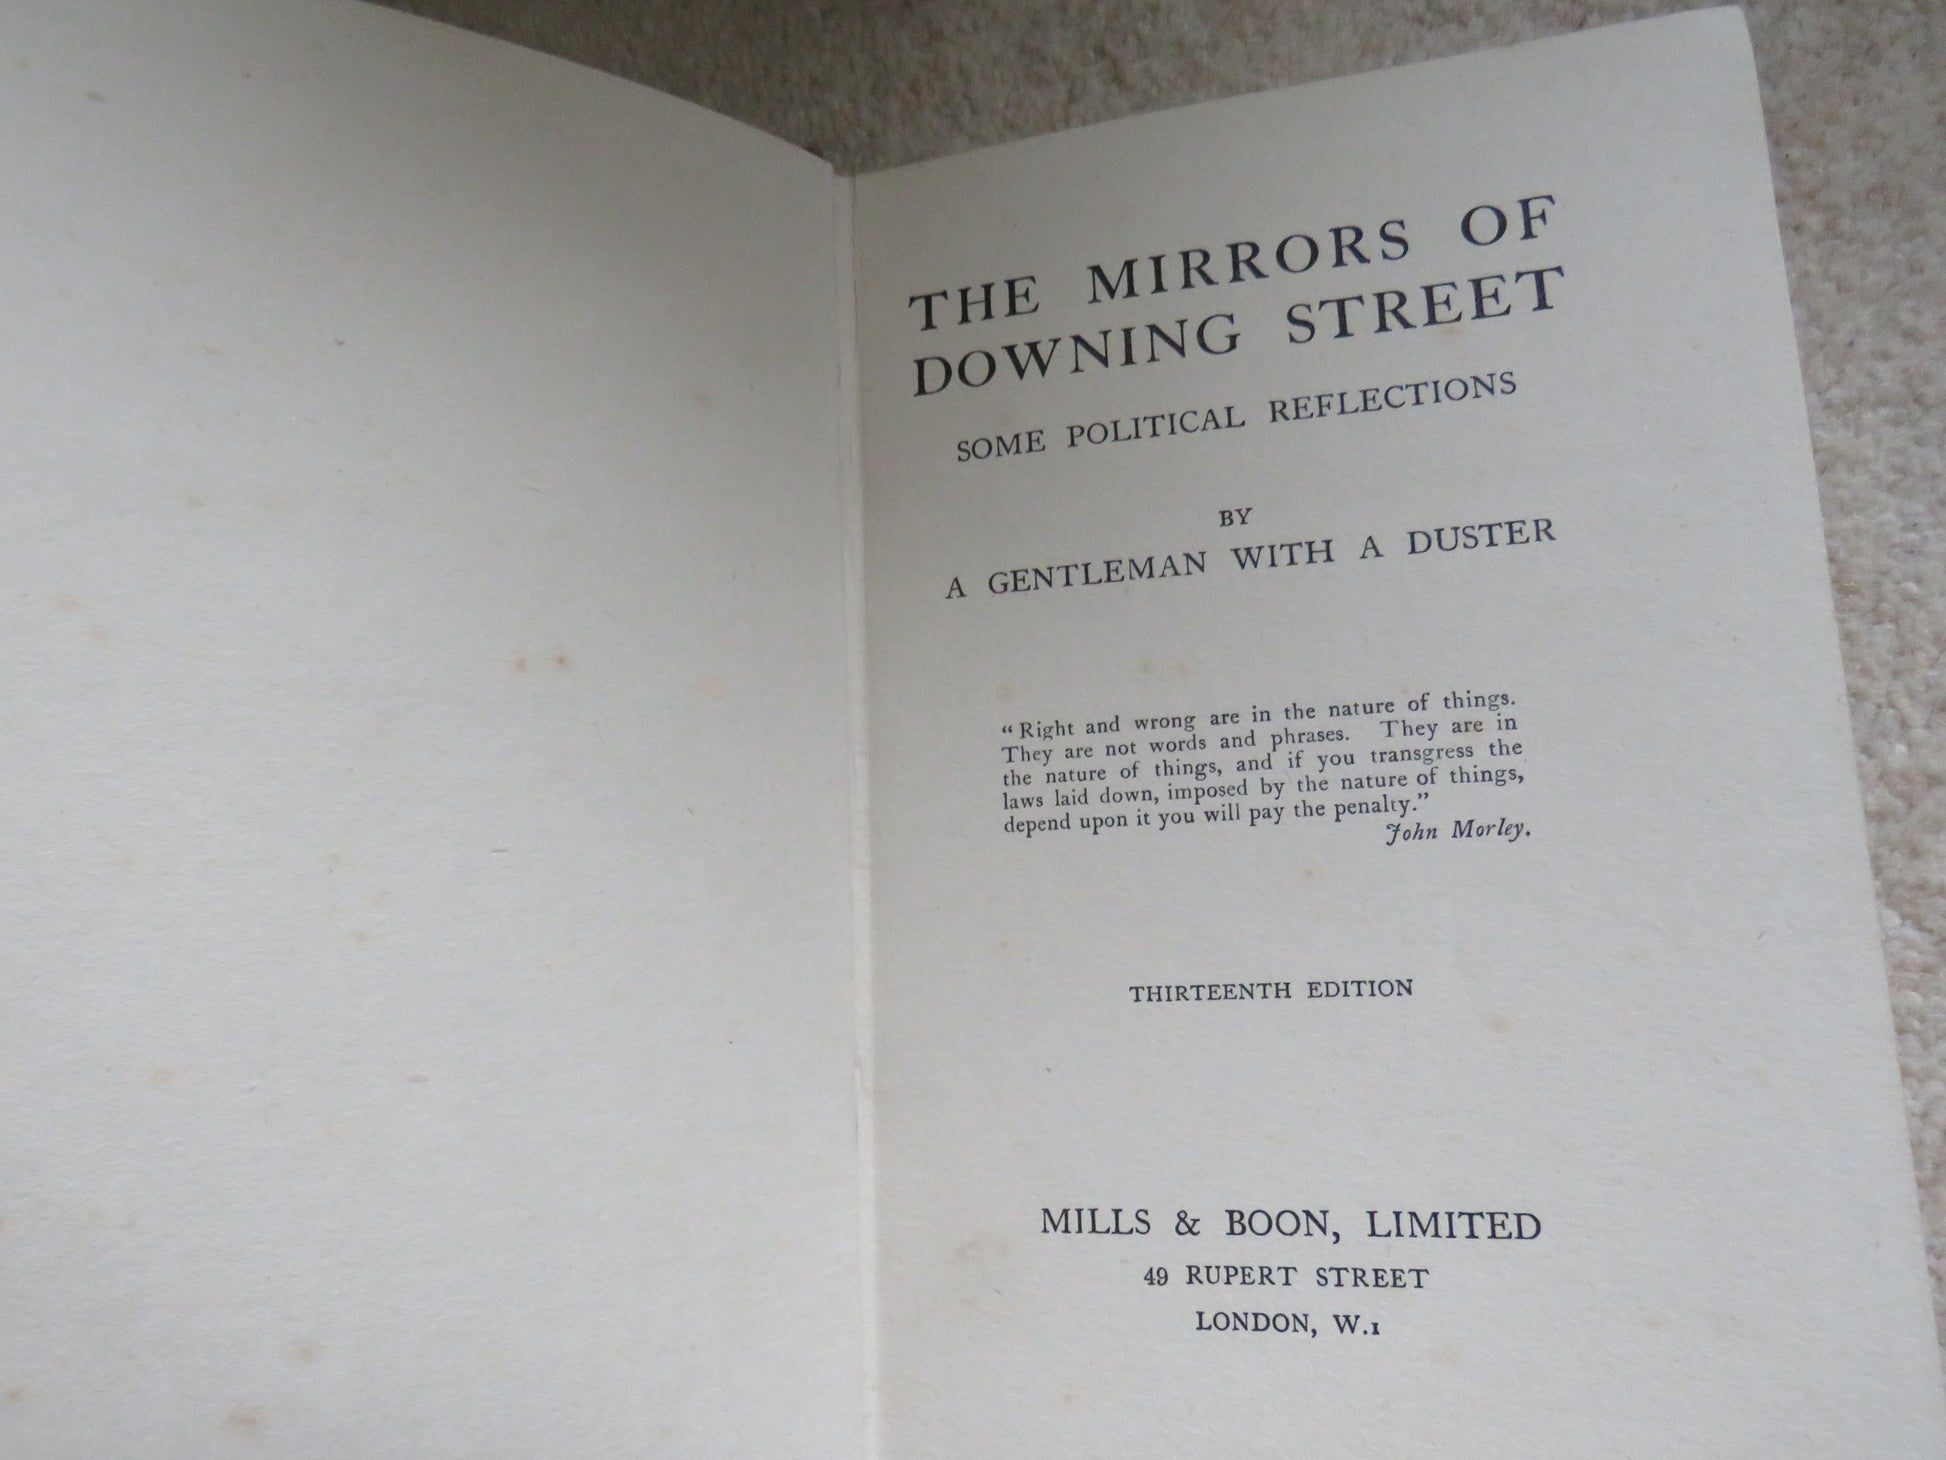 THE MIRRORS OF
DOWNING STREET
SOME POLITICAL REFLECTIONS
BY
A GENTLEMAN WITH A DUSTER
“Right and wrong are in the nature of things.
They are not words and phrases. They are in
the nature of things, and if you transgress the
laws laid down, imposed by the nature of things,
depend upon it you will pay the penalty.”
John Morley.
THIRTEENTH EDITION
MILLS & BOON, LIMITED
49 RUPERT STREET
LONDON, W.1